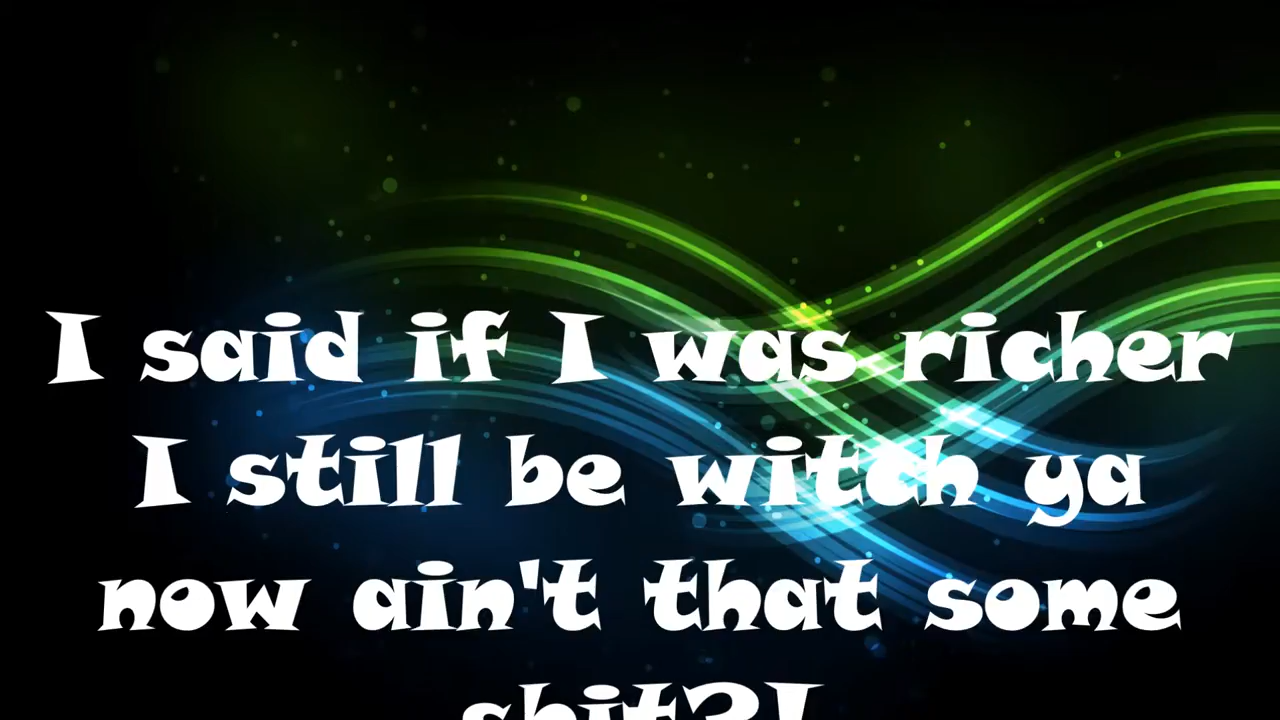 I said if I was richer
I still be witch ya
now ain't that some
shit?!